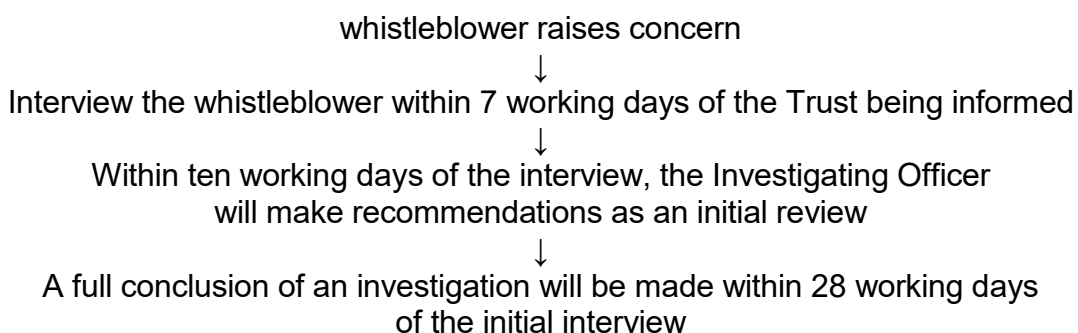 whistleblower raises concern
↓
Interview the whistleblower within 7 working days of the Trust being informed
↓
Within ten working days of the interview, the Investigating Officer
will make recommendations as an initial review
↓
A full conclusion of an investigation will be made within 28 working days
of the initial interview